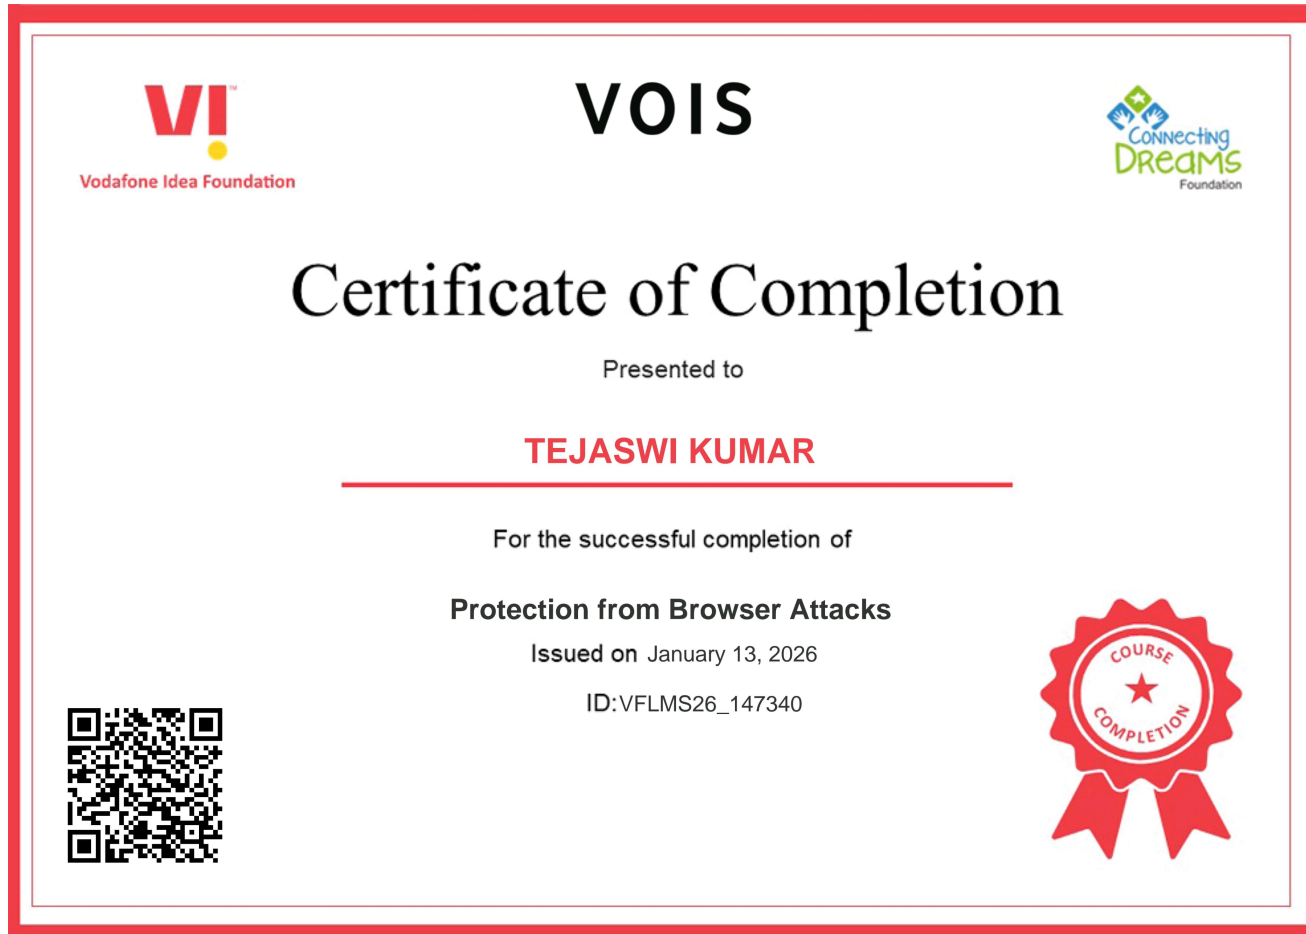 VI™
Vodafone Idea Foundation
VOIS
Connecting
Dreams
Foundation
Certificate of Completion
Presented to
TEJASWI KUMAR
For the successful completion of
Protection from Browser Attacks
Issued on January 13, 2026
ID:VFLMS26_147340
COURSE
COMPLETION